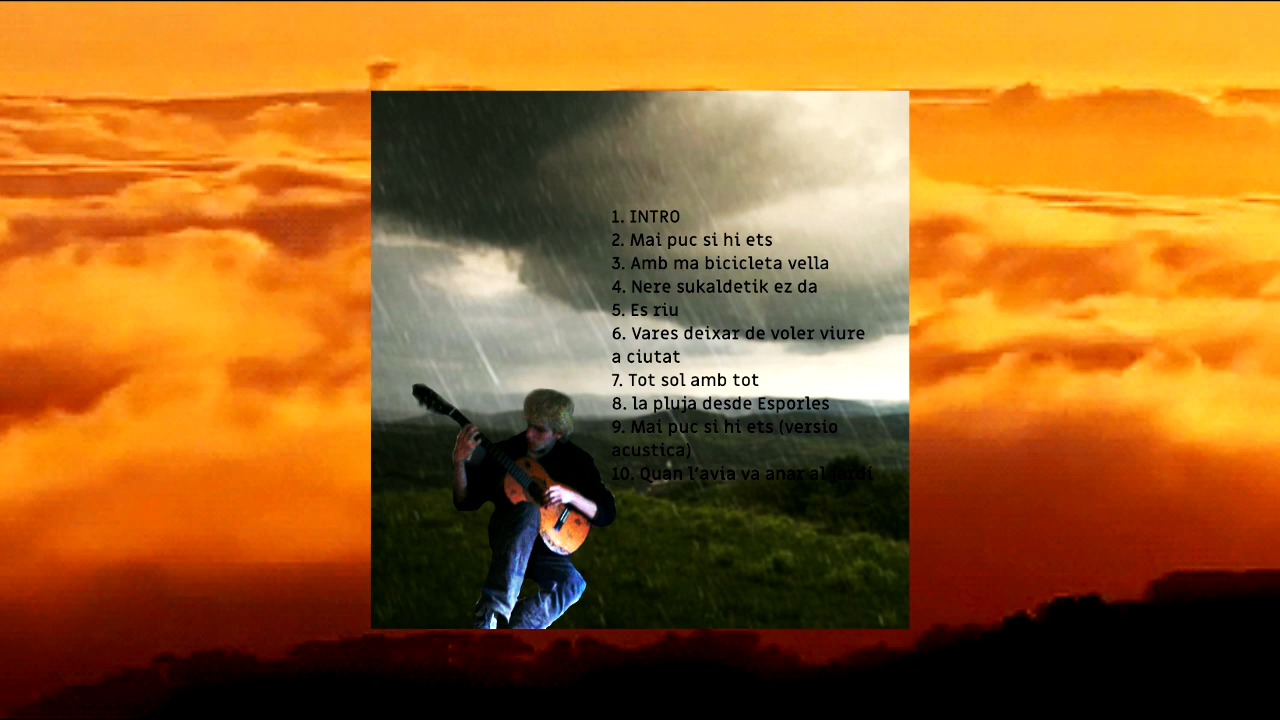 1. INTRO
2. Mai puc si hi ets
3. Amb ma bicicleta vella
4. Nere sukaldetik ez da
5. Es riu
6. Vares deixar de voler viure
a ciutat
7. Tot sol amb tot
8. la pluja desde Esporles
9. Mai puc si hi ets (versio
acustica)
10. Quan l'avia va anar al jardi